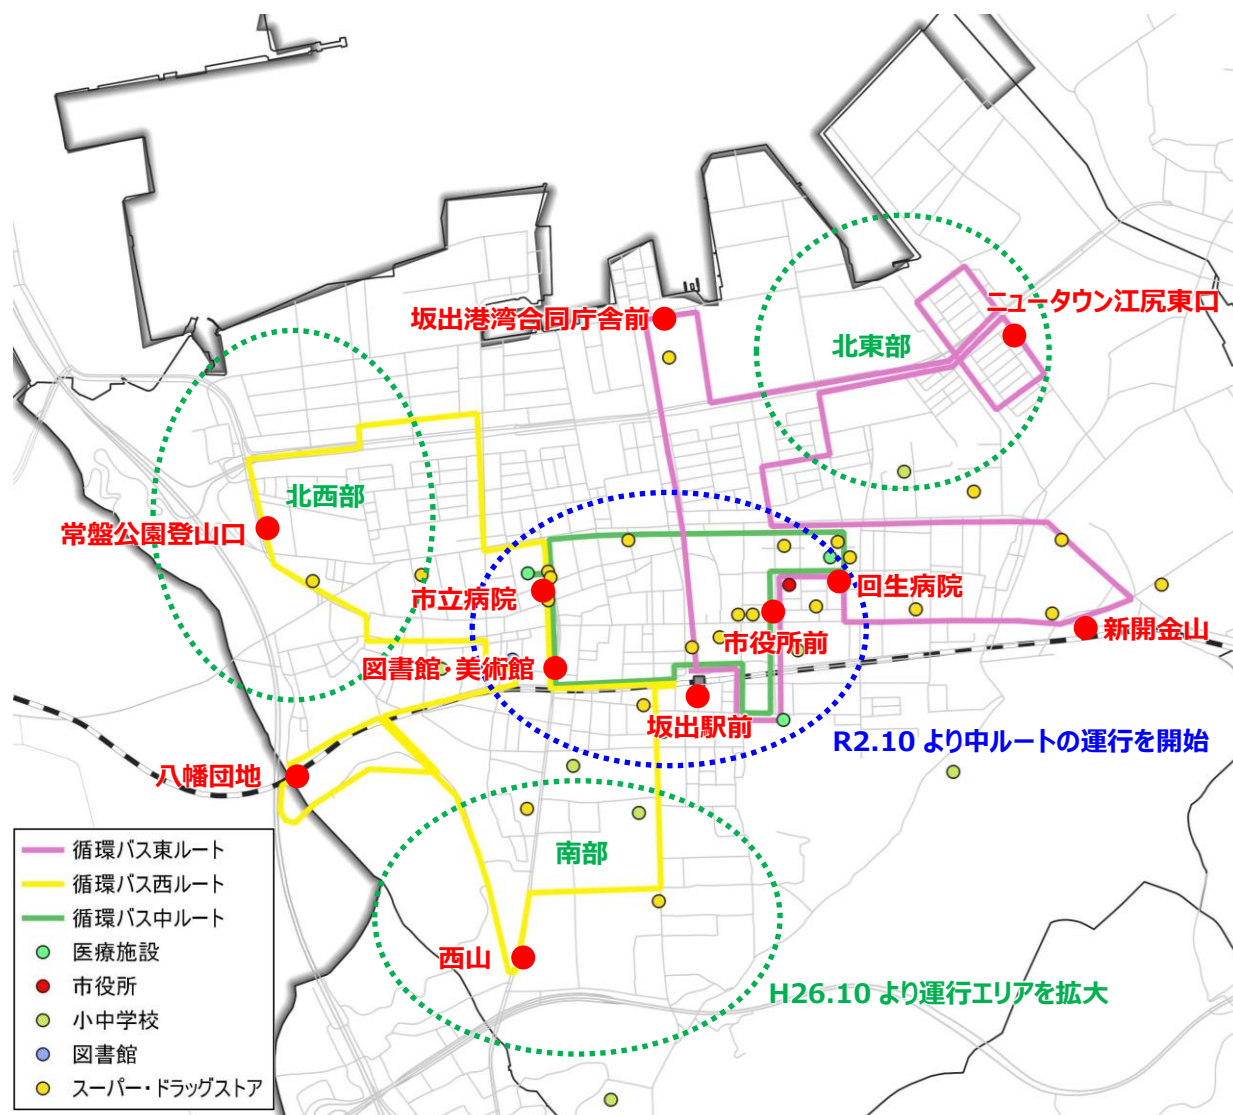 ニュータウン江尻東口
坂出港湾合同庁舎前
北東部
北西部
常盤公園登山口
市立病院
回生病院
市役所前
新開金山
図書館・美術館
坂出駅前
R2.10 より中ルートの運行を開始
八幡団地
南部
西山
H26.10 より運行エリアを拡大
循環バス東ルート
循環バス西ルート
循環バス中ルート
医療施設
市役所
小中学校
図書館
スーパー・ドラッグストア